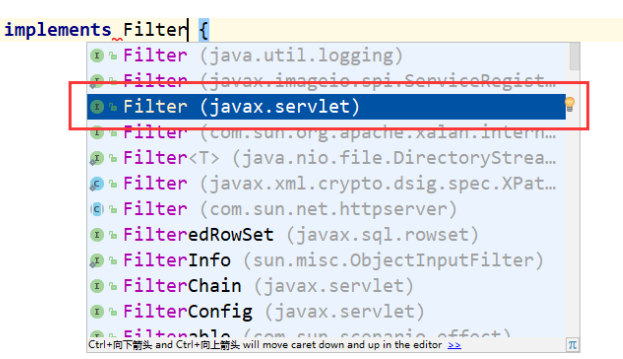 implements Filter {
Filter (java.util.logging)
Filter (javax.imageio.spi.ServiceRegist…
Filter (javax.servlet)
Filter (com.sun.org.apache.xalan.intern…
Filter<T> (java.nio.file.DirectoryStrea…
Filter (javax.xml.crypto.dsig.spec.XPat…
Filter (com.sun.net.httpserver)
FilteredRowSet (javax.sql.rowset)
FilterInfo (sun.misc.ObjectInputFilter)
FilterChain (javax.servlet)
FilterConfig (javax.servlet)
Filterable (com.sun.scenario.effect)
Ctrl+向下箭头 and Ctrl+向上箭头 will move caret down and up in the editor >>
π